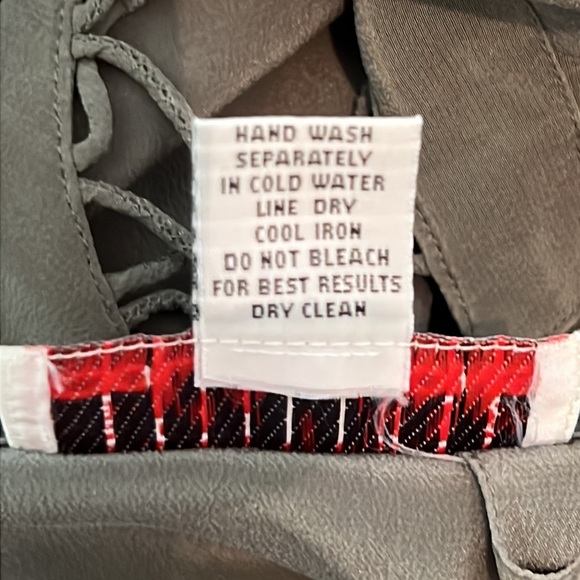 HAND WASH
SEPARATELY
IN COLD WATER
LINE DRY
COOL IRON
DO NOT BLEACH
FOR BEST RESULTS
DRY CLEAN